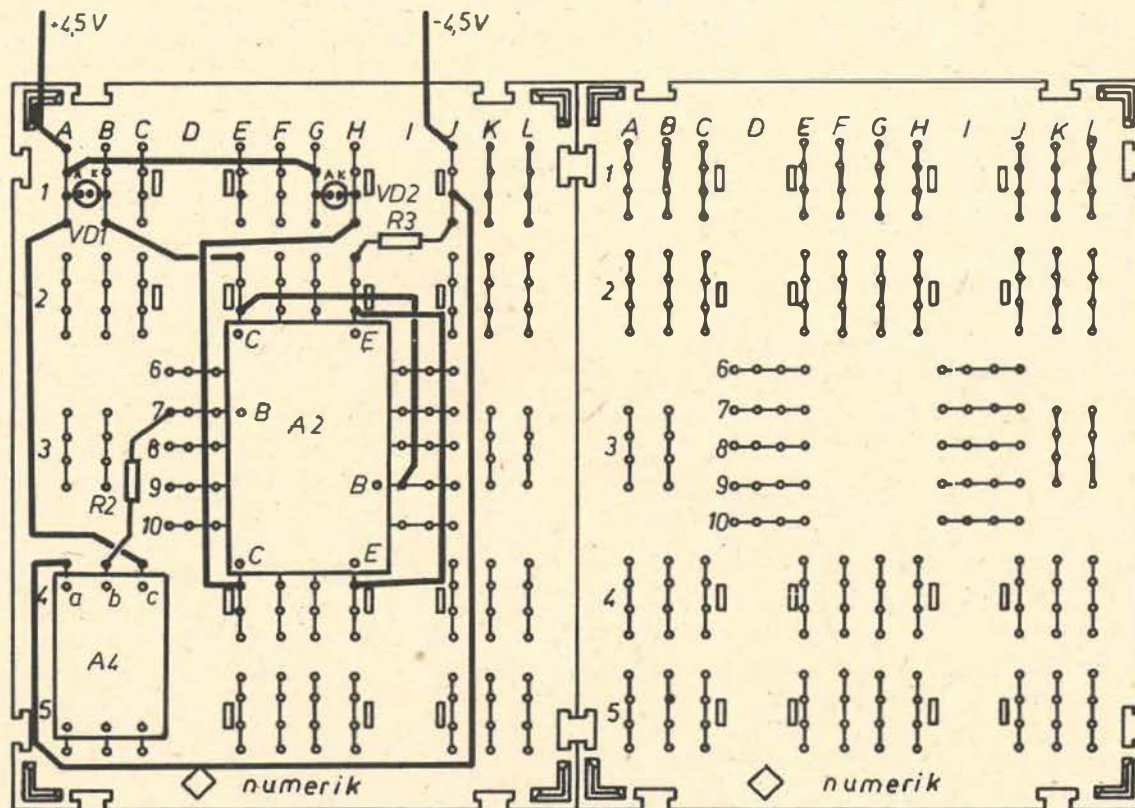 +4,5V -4,5V
A B C D E F G H I J K L
A B C D E F G H I J K L
A K
A K
1
VD1
VD2
R3
1
2
2
C E
6
7
B
A2
8
9
B
10
R2
C E
3
6
7
8
9
10
3
4
a b c
A4
5
4
5
numerik
numerik